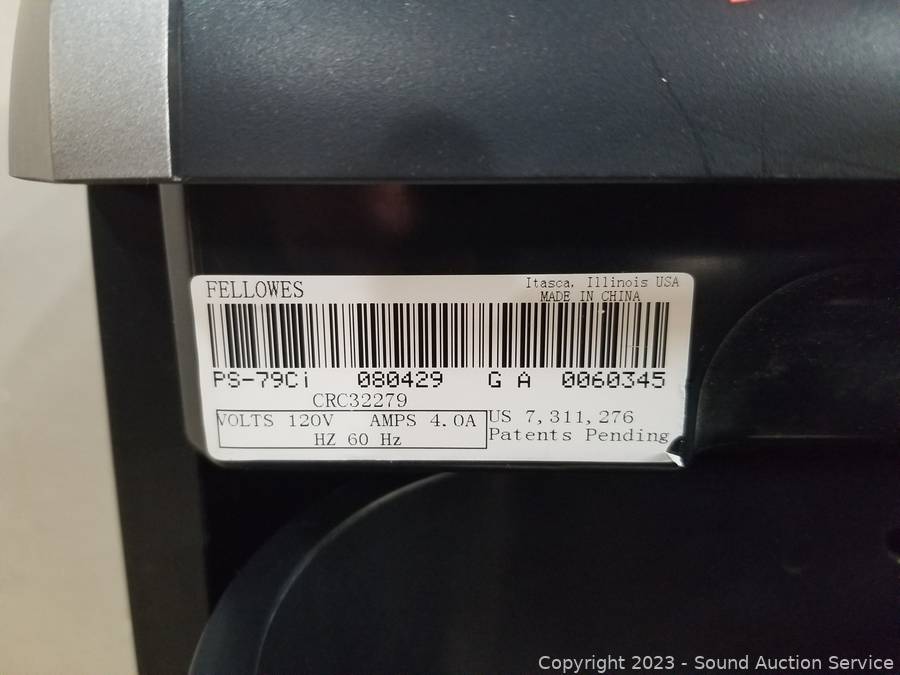 FELLOWES
Itasca, Illinois USA
MADE IN CHINA
PS-79Ci 080429 G A 0060345
CRC32279
VOLTS 120V AMPS 4.0A
HZ 60 Hz
US 7,311,276
Patents Pending
Copyright 2023 - Sound Auction Service